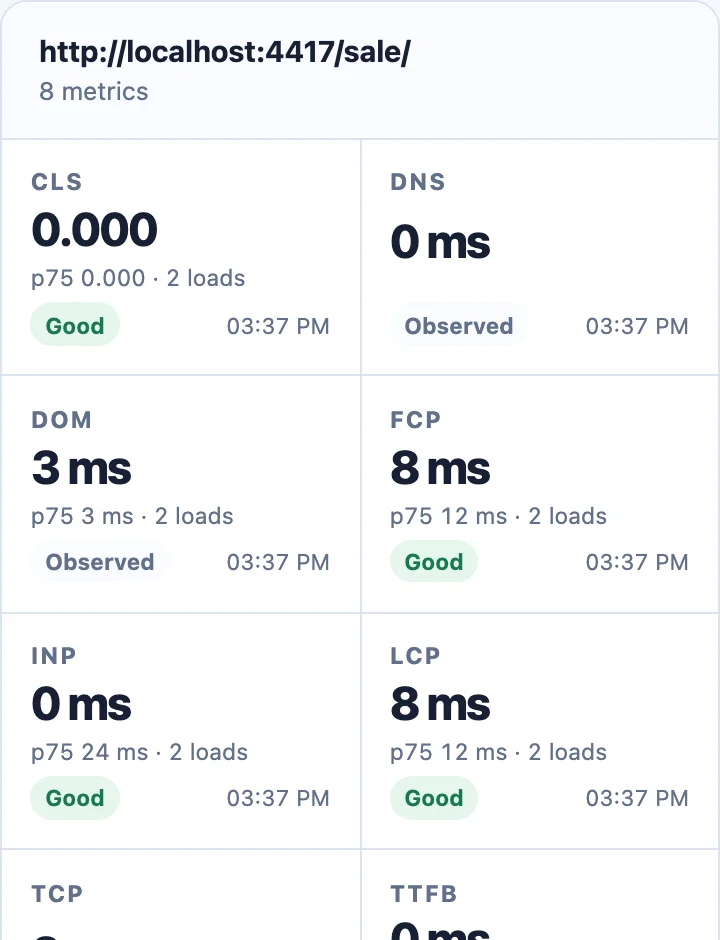 http://localhost:4417/sale/
8 metrics
CLS
0.000
p75 0.000 · 2 loads
Good 03:37 PM
DNS
0 ms
Observed 03:37 PM
DOM
3 ms
p75 3 ms · 2 loads
Observed 03:37 PM
FCP
8 ms
p75 12 ms · 2 loads
Good 03:37 PM
INP
0 ms
p75 24 ms · 2 loads
Good 03:37 PM
LCP
8 ms
p75 12 ms · 2 loads
Good 03:37 PM
TCP
TTFB
0 ms